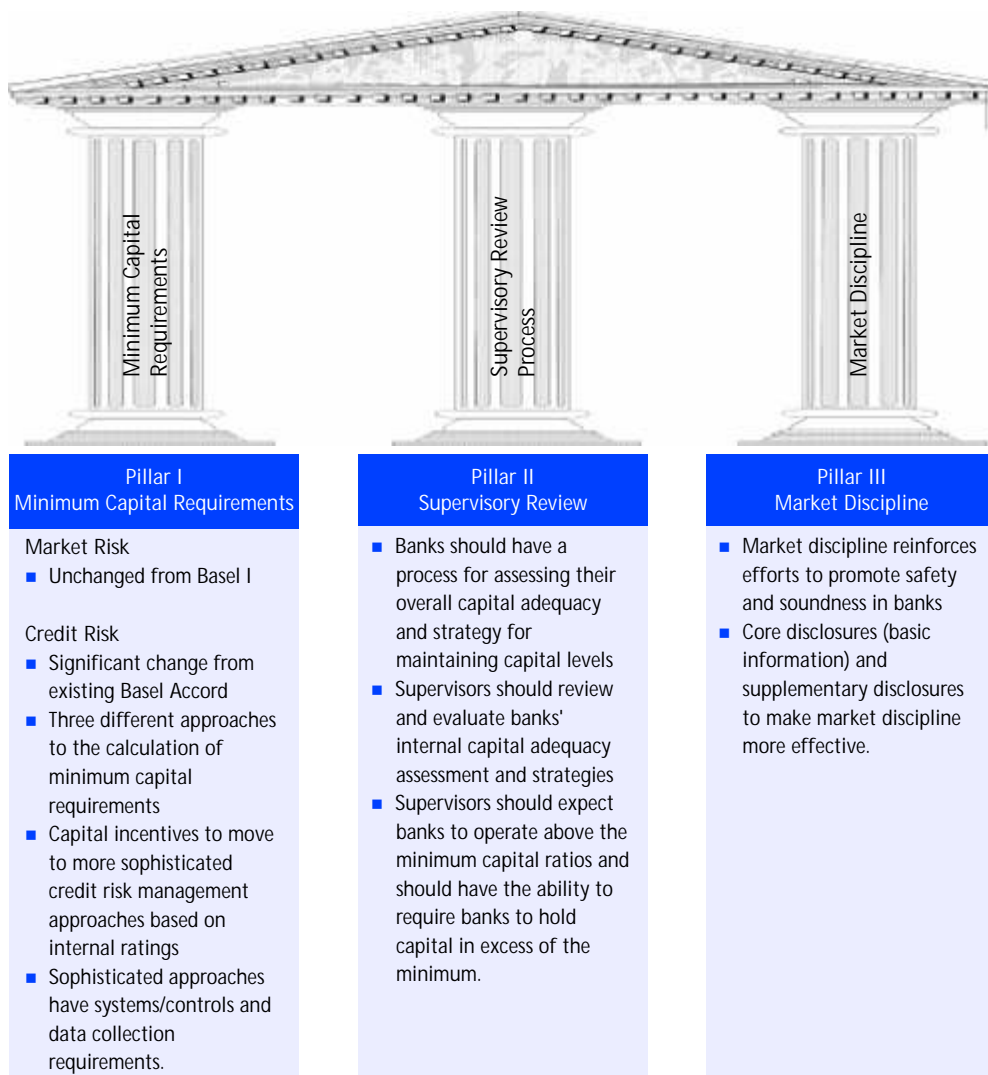 Minimum Capital
Requirements
Supervisory Review
Process
Market Discipline
Pillar I
Minimum Capital Requirements
Market Risk
■ Unchanged from Basel I
Credit Risk
■ Significant change from
existing Basel Accord
■ Three different approaches
to the calculation of
minimum capital
requirements
■ Capital incentives to move
to more sophisticated
credit risk management
approaches based on
internal ratings
■ Sophisticated approaches
have systems/controls and
data collection
requirements.
Pillar II
Supervisory Review
■ Banks should have a
process for assessing their
overall capital adequacy
and strategy for
maintaining capital levels
■ Supervisors should review
and evaluate banks'
internal capital adequacy
assessment and strategies
■ Supervisors should expect
banks to operate above the
minimum capital ratios and
should have the ability to
require banks to hold
capital in excess of the
minimum.
Pillar III
Market Discipline
■ Market discipline reinforces
efforts to promote safety
and soundness in banks
■ Core disclosures (basic
information) and
supplementary disclosures
to make market discipline
more effective.